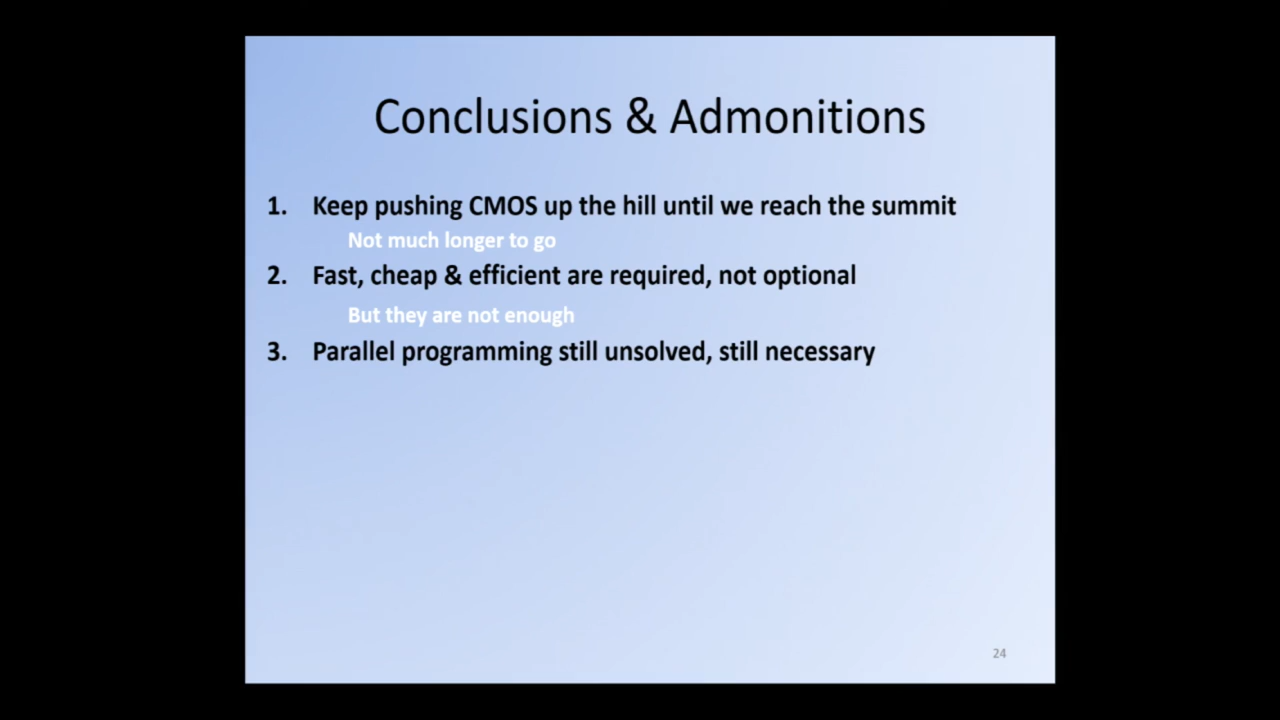 Conclusions & Admonitions
1. Keep pushing CMOS up the hill until we reach the summit
Not much longer to go
2. Fast, cheap & efficient are required, not optional
But they are not enough
3. Parallel programming still unsolved, still necessary
24